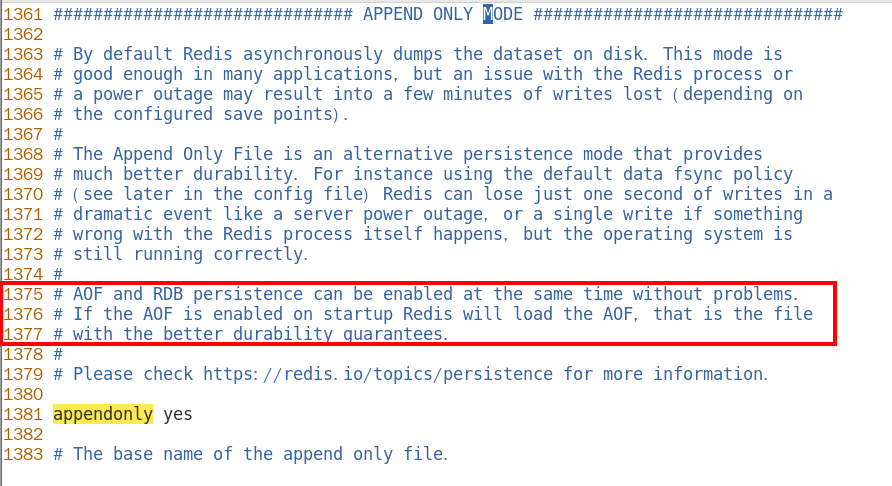 1361 ############################## APPEND ONLY MODE ###############################
1362
1363 # By default Redis asynchronously dumps the dataset on disk. This mode is
1364 # good enough in many applications, but an issue with the Redis process or
1365 # a power outage may result into a few minutes of writes lost (depending on
1366 # the configured save points).
1367 #
1368 # The Append Only File is an alternative persistence mode that provides
1369 # much better durability. For instance using the default data fsync policy
1370 # (see later in the config file) Redis can lose just one second of writes in a
1371 # dramatic event like a server power outage, or a single write if something
1372 # wrong with the Redis process itself happens, but the operating system is
1373 # still running correctly.
1374 #
1375 # AOF and RDB persistence can be enabled at the same time without problems.
1376 # If the AOF is enabled on startup Redis will load the AOF, that is the file
1377 # with the better durability guarantees.
1378 #
1379 # Please check https://redis.io/topics/persistence for more information.
1380
1381 appendonly yes
1382
1383 # The base name of the append only file.